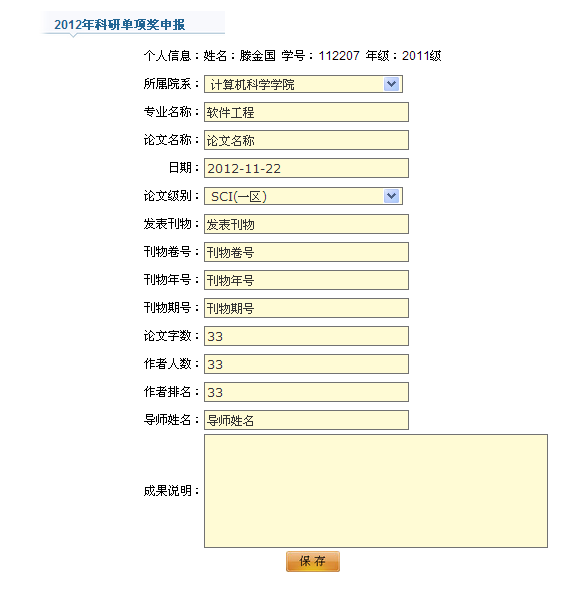 2012年科研单项奖申报
个人信息：姓名：滕金国 学号：112207 年级：2011级
所属院系： 计算机科学学院
专业名称： 软件工程
论文名称： 论文名称
日期： 2012-11-22
论文级别： SCI(一区)
发表刊物： 发表刊物
刊物卷号： 刊物卷号
刊物年号： 刊物年号
刊物期号： 刊物期号
论文字数： 33
作者人数： 33
作者排名： 33
导师姓名： 导师姓名
成果说明：
保 存